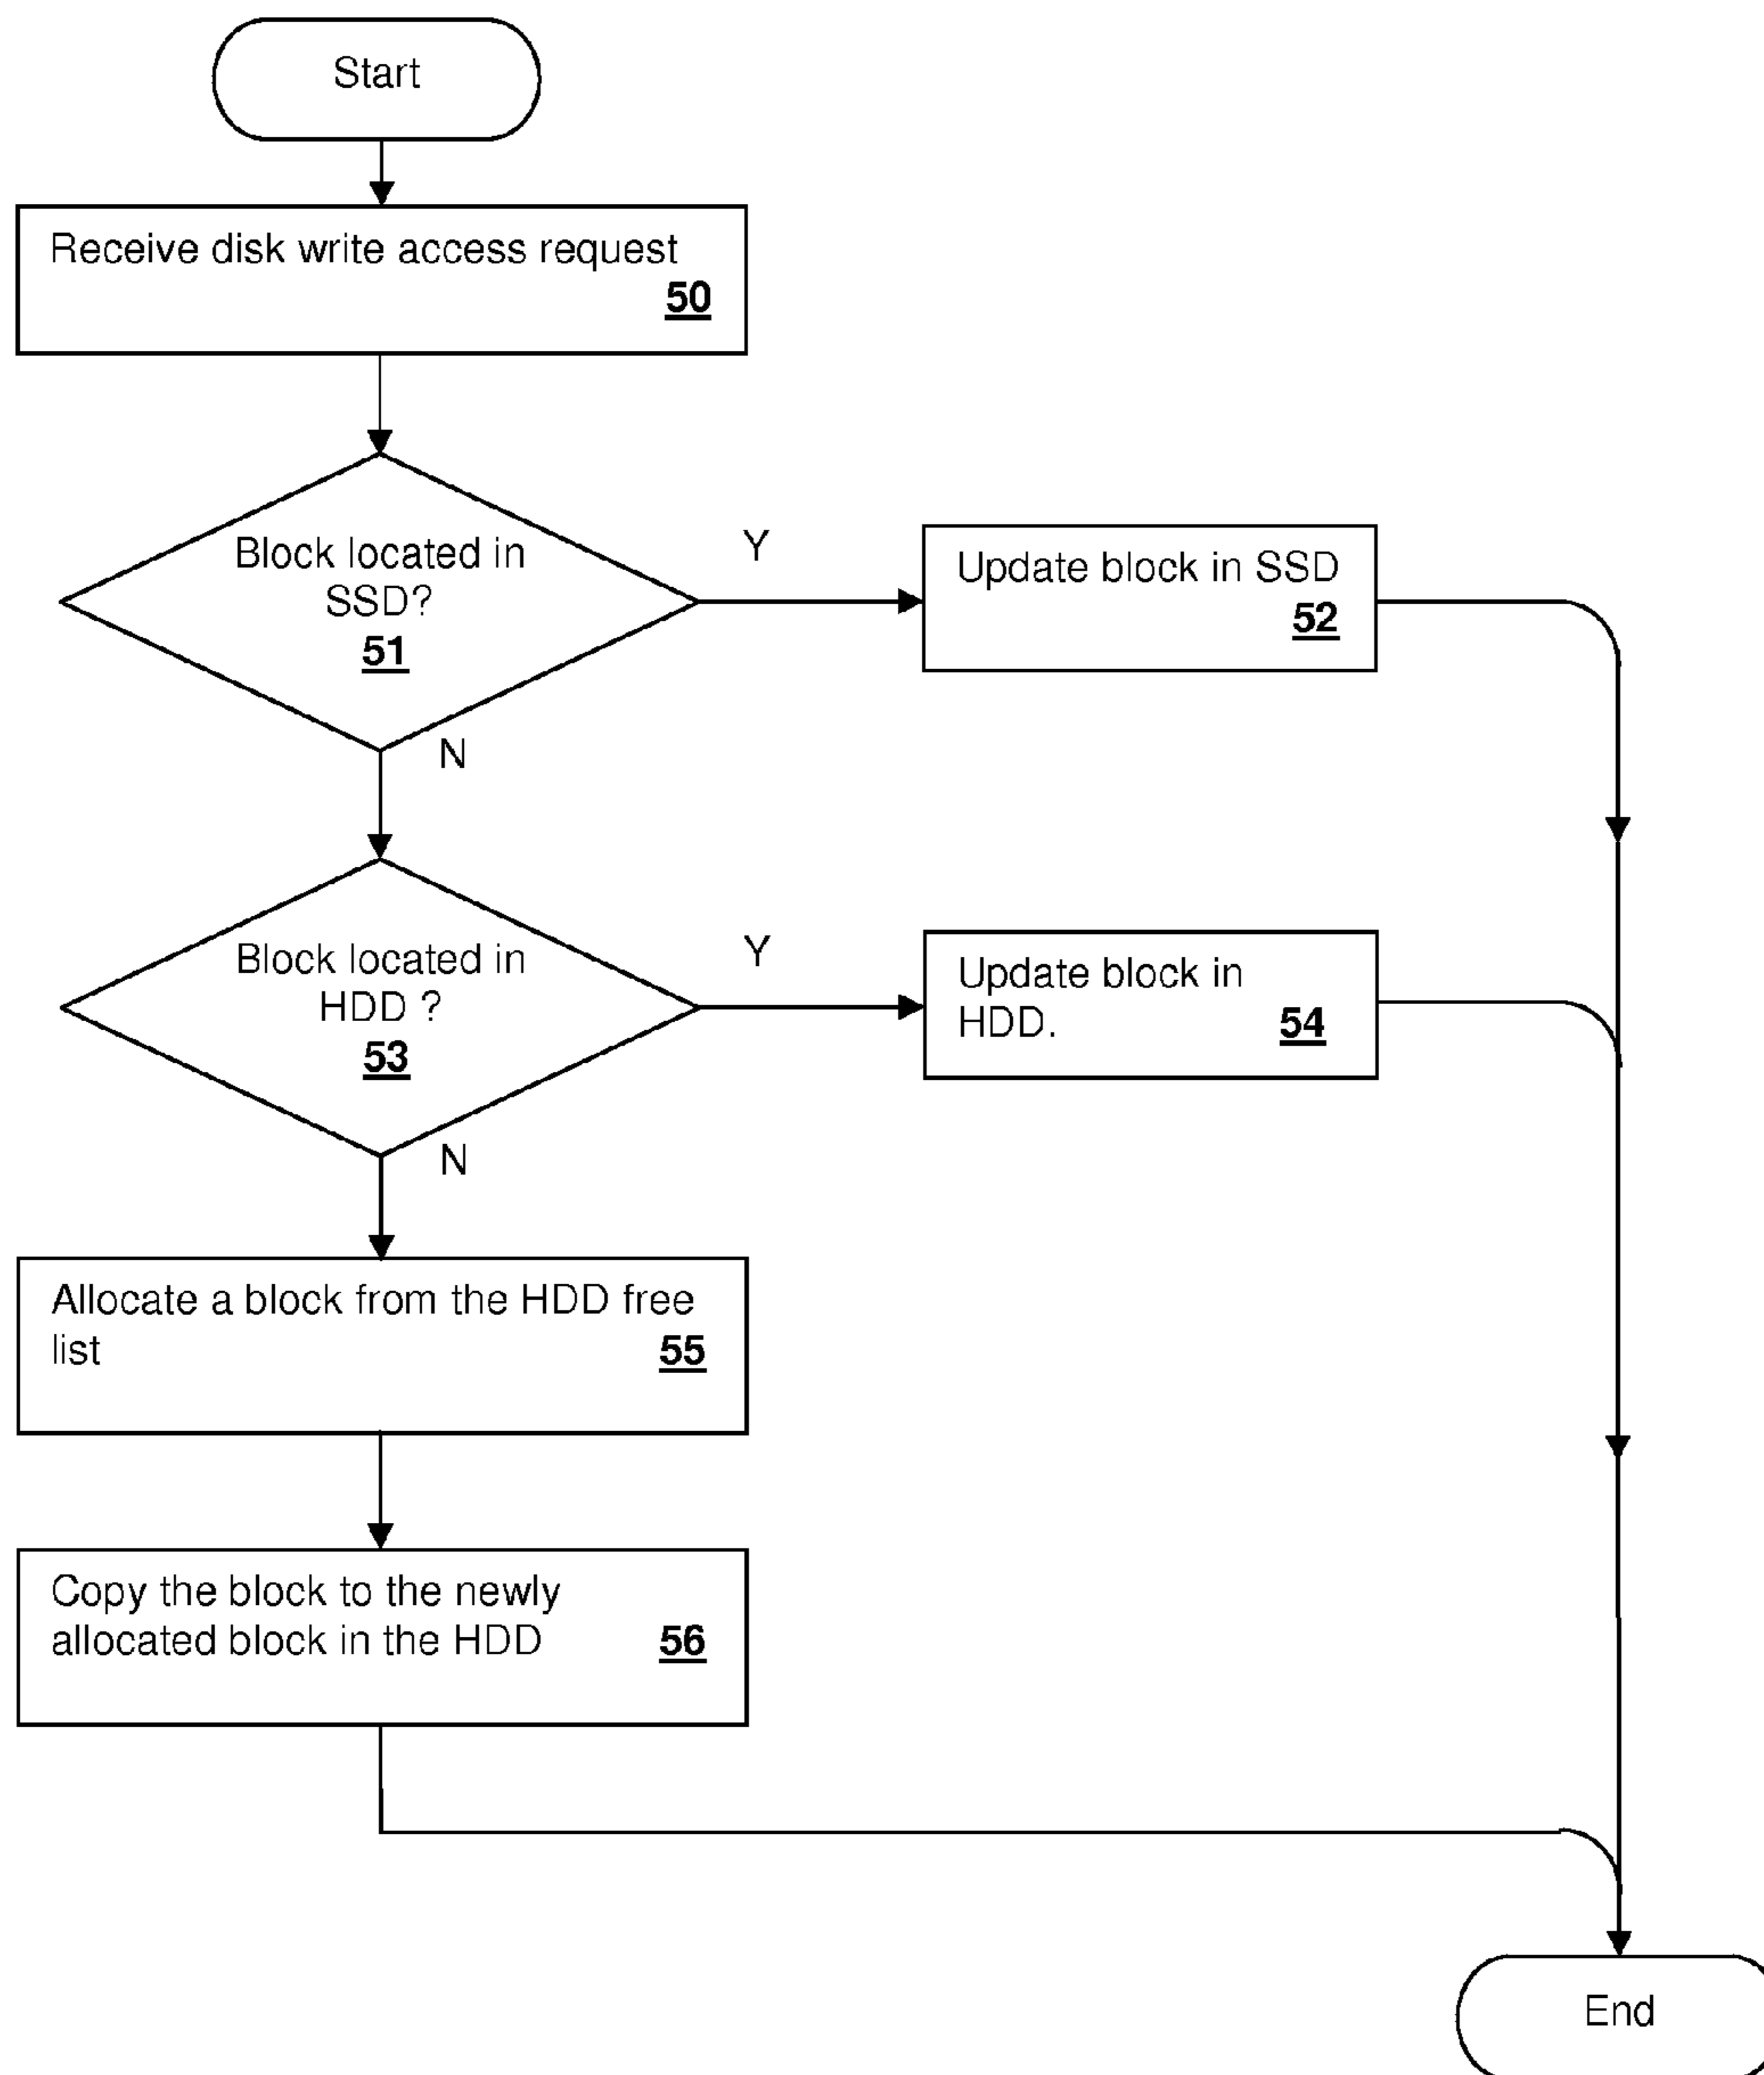 Start
Receive disk write access request
50
Block located in
SSD?
51
Y
Update block in SSD
52
N
Block located in
HDD ?
53
Y
Update block in
HDD.
54
N
Allocate a block from the HDD free
list
55
Copy the block to the newly
allocated block in the HDD
56
End